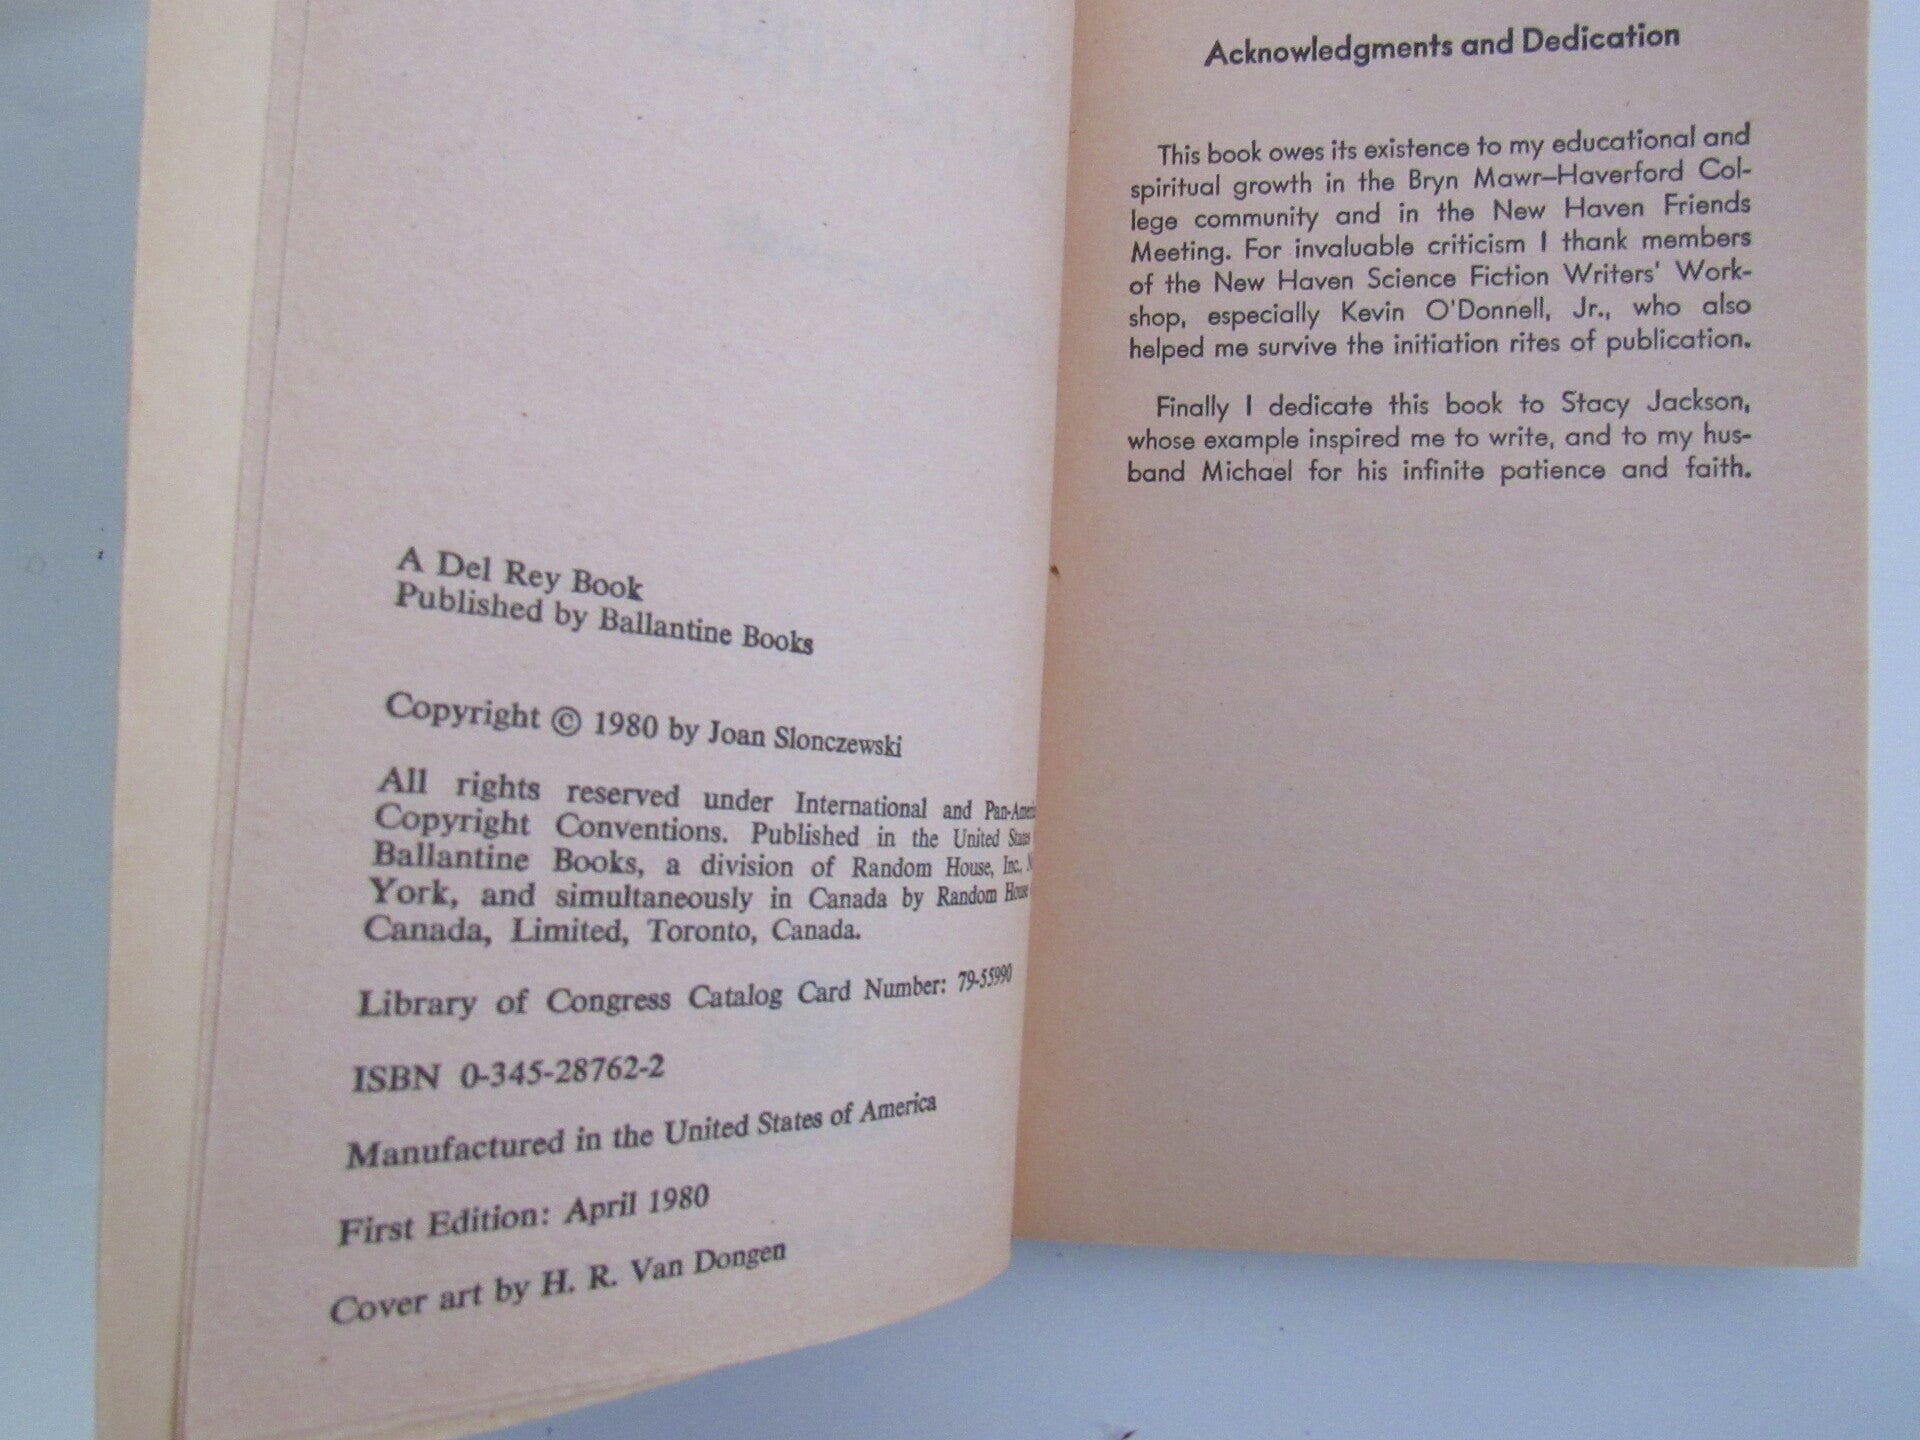 A Del Rey Book
Published by Ballantine Books
Copyright © 1980 by Joan Slonczewski
All rights reserved under International and
Copyright Conventions. Published in the United States
Ballantine Books, a division of Random House, Inc.,
York, and simultaneously in Canada by Random House
Canada, Limited, Toronto, Canada.
Library of Congress Catalog Card Number: 79-55990
ISBN 0-345-28762-2
Manufactured in the United States of America
First Edition: April 1980
Cover art by H. R. Van Dongen
Acknowledgments and Dedication
This book owes its existence to my educational and
spiritual growth in the Bryn Mawr–Haverford Col-
lege community and in the New Haven Friends
Meeting. For invaluable criticism I thank members
of the New Haven Science Fiction Writers' Work-
shop, especially Kevin O'Donnell, Jr., who also
helped me survive the initiation rites of publication.
Finally I dedicate this book to Stacy Jackson,
whose example inspired me to write, and to my hus-
band Michael for his infinite patience and faith.